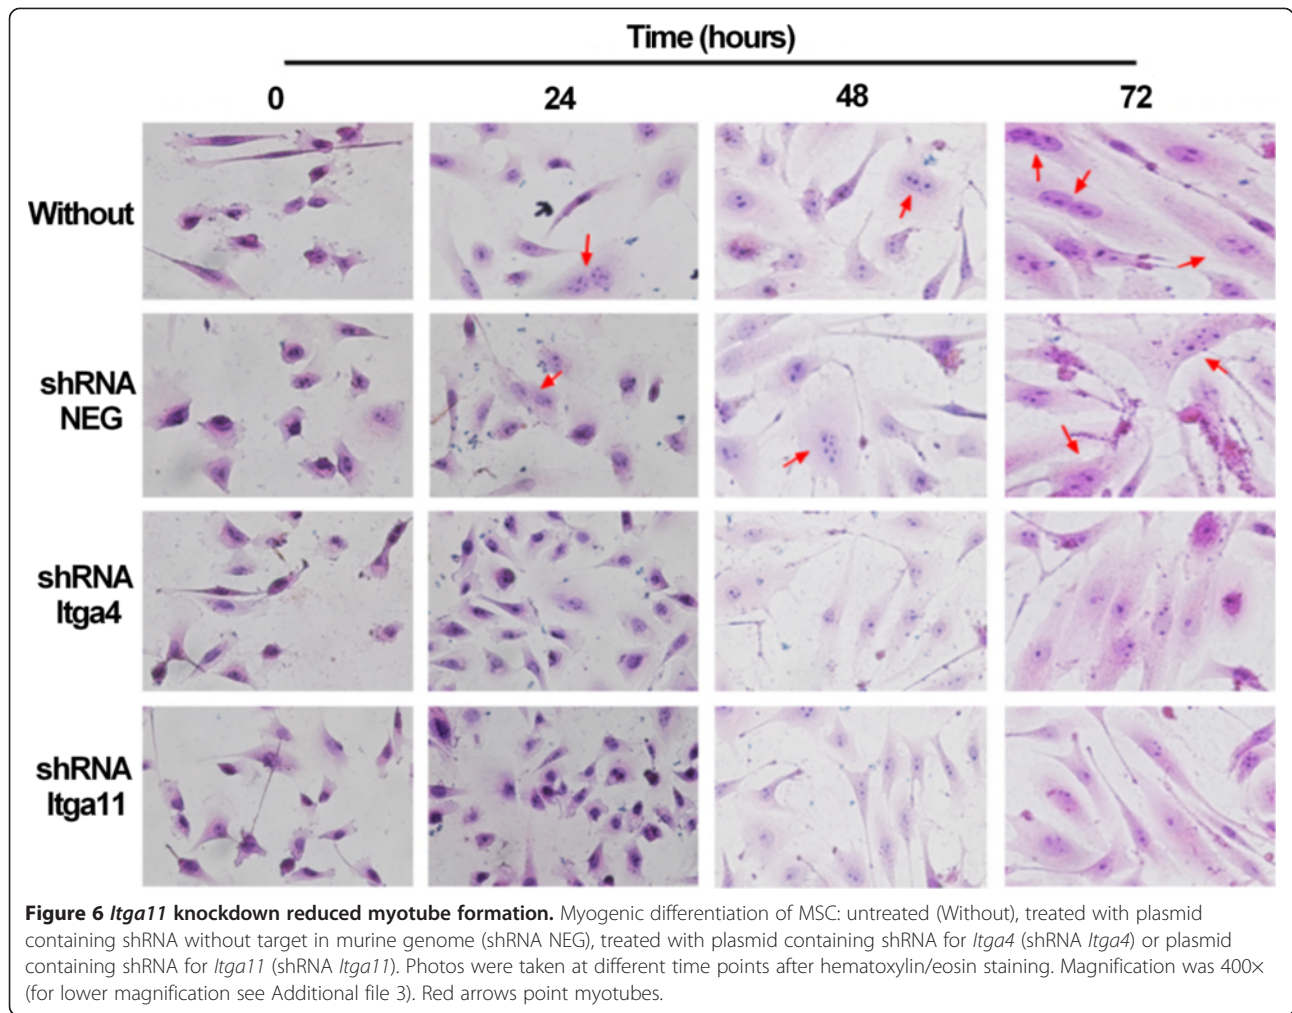 Time (hours)
0 24 48 72
Without
shRNA
NEG
shRNA
Itga4
shRNA
Itga11
Figure 6 Itga11 knockdown reduced myotube formation. Myogenic differentiation of MSC: untreated (Without), treated with plasmid
containing shRNA without target in murine genome (shRNA NEG), treated with plasmid containing shRNA for Itga4 (shRNA Itga4) or plasmid
containing shRNA for Itga11 (shRNA Itga11). Photos were taken at different time points after hematoxylin/eosin staining. Magnification was 400×
(for lower magnification see Additional file 3). Red arrows point myotubes.